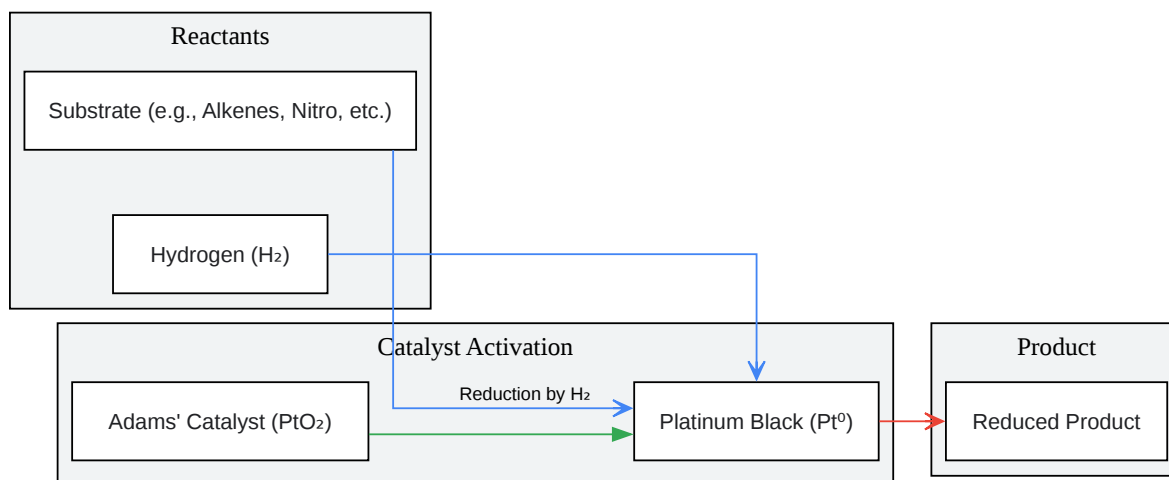 Reactants
Substrate (e.g., Alkenes, Nitro, etc.)
Hydrogen (H₂)
Catalyst Activation
Product
Reduction by H₂
Adams' Catalyst (PtO₂)
Platinum Black (Pt⁰)
Reduced Product